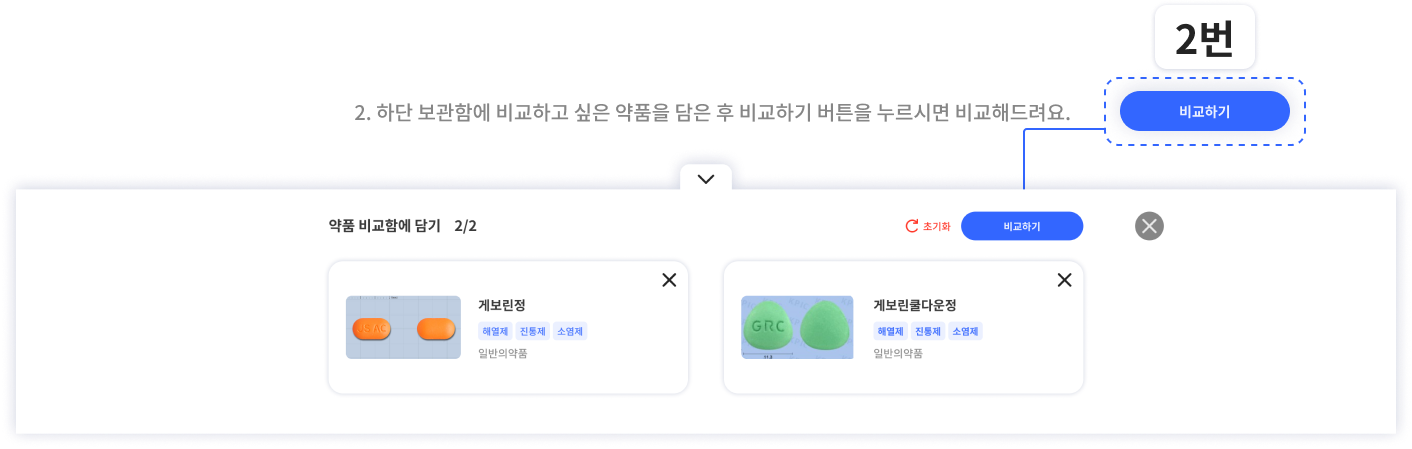 2번
2. 하단 보관함에 비교하고 싶은 약품을 담은 후 비교하기 버튼을 누르시면 비교해드려요.
비교하기
약품 비교함에 담기 2/2
초기화
비교하기
게보린정
해열제 진통제 소염제
일반의약품
GRC
게보린쿨다운정
해열제 진통제 소염제
일반의약품